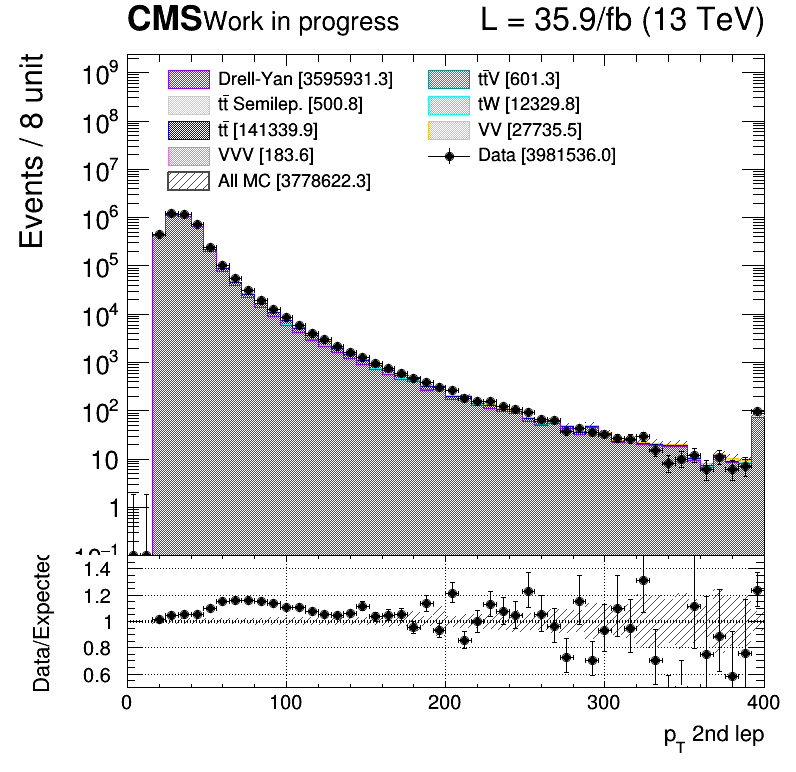 CMS Work in progress L = 35.9/fb (13 TeV)
Events / 8 unit
Drell-Yan [3595931.3] tt̄V [601.3]
tt̄ Semilep. [500.8] tW [12329.8]
tt̄ [141339.9] VV [27735.5]
VVV [183.6] Data [3981536.0]
All MC [3778622.3]
10⁹
10⁸
10⁷
10⁶
10⁵
10⁴
10³
10²
10
1
10⁻¹
Data/Expected
1.4
1.2
1
0.8
0.6
0 100 200 300 400
p_T 2nd lep